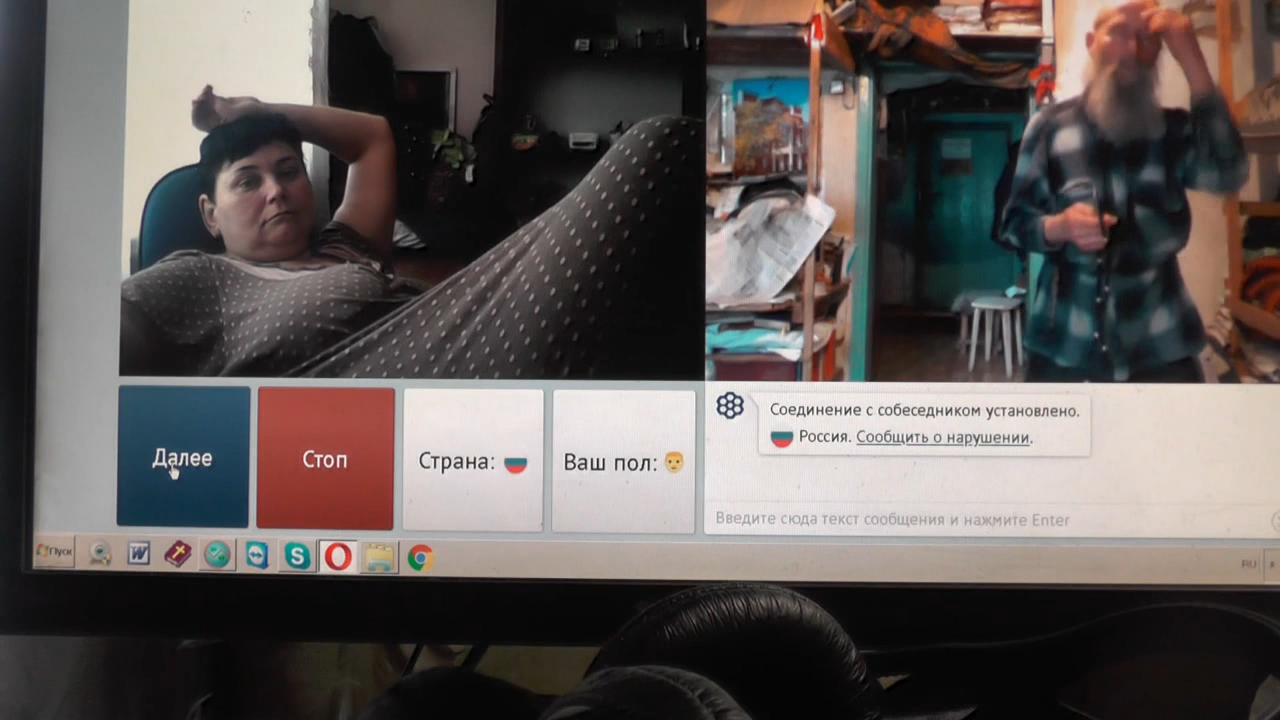 Далее
Стоп
Страна:
Ваш пол:
Соединение с собеседником установлено.
Россия. Сообщить о нарушении.
Введите сюда текст сообщения и нажмите Enter
Пуск
RU